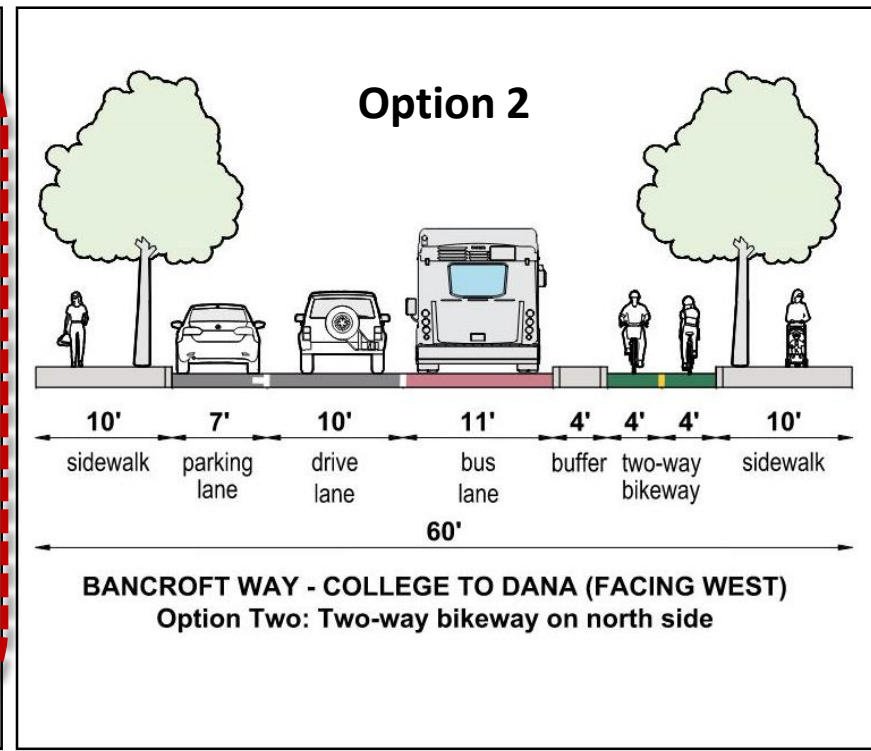 Option 2
10' 7' 10' 11' 4' 4' 4' 10'
sidewalk parking lane drive lane bus lane buffer two-way bikeway sidewalk
60'
BANCROFT WAY - COLLEGE TO DANA (FACING WEST)
Option Two: Two-way bikeway on north side